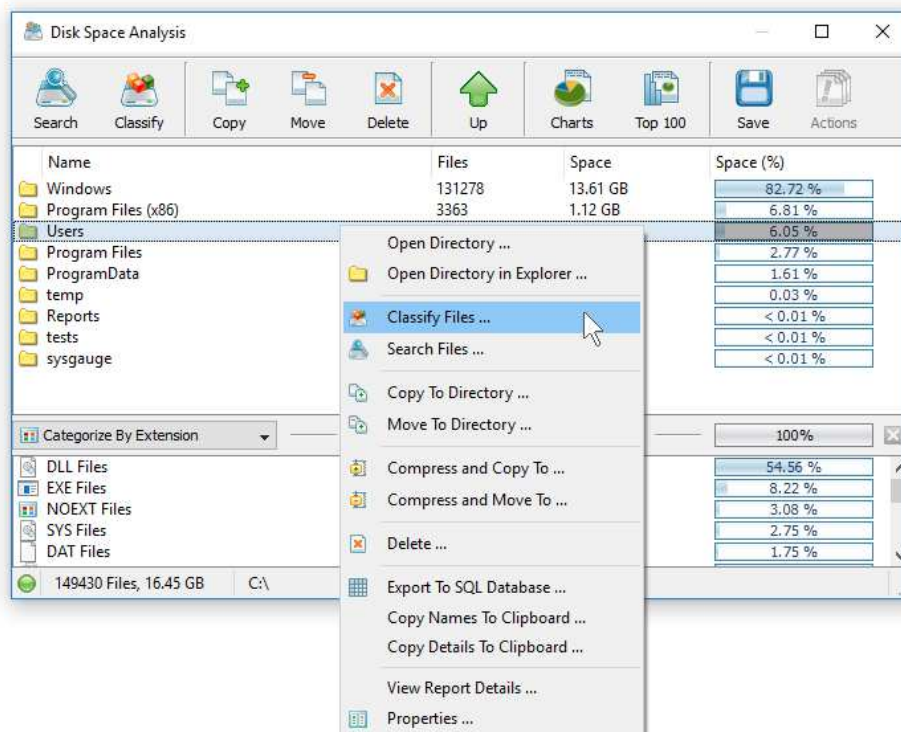 Disk Space Analysis
Search Classify Copy Move Delete Up Charts Top 100 Save Actions
Name Files Space Space (%)
Windows 131278 13.61 GB 82.72 %
Program Files (x86) 3363 1.12 GB 6.81 %
Users 6.05 %
Program Files 2.77 %
ProgramData 1.61 %
temp 0.03 %
Reports < 0.01 %
tests < 0.01 %
sysgauge < 0.01 %
Open Directory ...
Open Directory in Explorer ...
Classify Files ...
Search Files ...
Copy To Directory ...
Move To Directory ...
Compress and Copy To ...
Compress and Move To ...
Delete ...
Export To SQL Database ...
Copy Names To Clipboard ...
Copy Details To Clipboard ...
View Report Details ...
Properties ...
Categorize By Extension 100%
DLL Files 54.56 %
EXE Files 8.22 %
NOEXT Files 3.08 %
SYS Files 2.75 %
DAT Files 1.75 %
149430 Files, 16.45 GB C:\